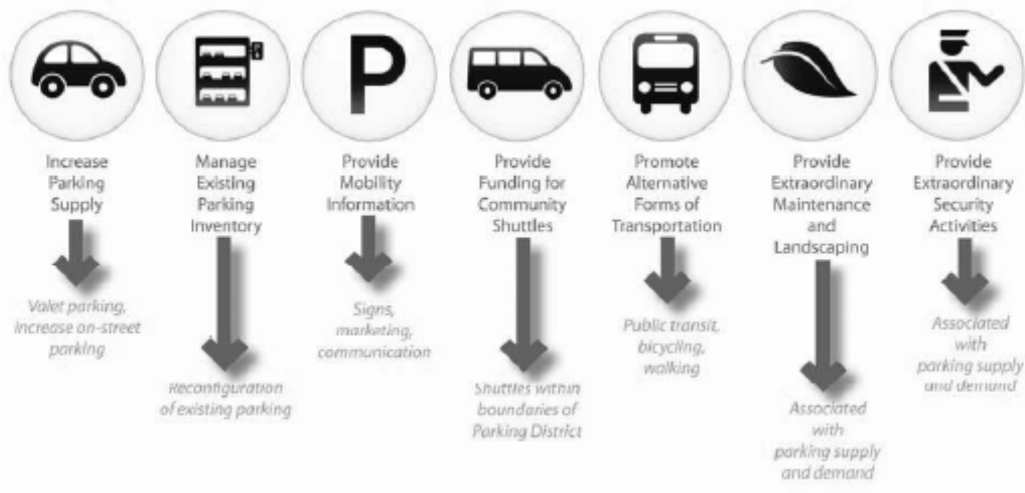 P
Increase
Parking
Supply
Valet parking,
increase on-street
parking
Manage
Existing
Parking
Inventory
Reconfiguration
of existing parking
Provide
Mobility
Information
Signs,
marketing,
communication
Provide
Funding for
Community
Shuttles
Shuttles within
boundaries of
Parking District
Promote
Alternative
Forms of
Transportation
Public transit,
bicycling,
walking
Provide
Extraordinary
Maintenance
and
Landscaping
Associated
with
parking supply
and demand
Provide
Extraordinary
Security
Activities
Associated
with
parking supply
and demand